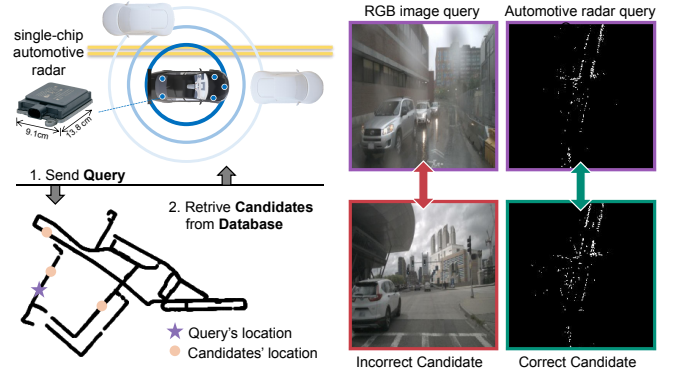 single-chip
automotive
radar
9.1cm
13.8 cm
1. Send Query
2. Retrive Candidates
from Database
Query's location
Candidates' location
RGB image query
Automotive radar query
Incorrect Candidate
Correct Candidate